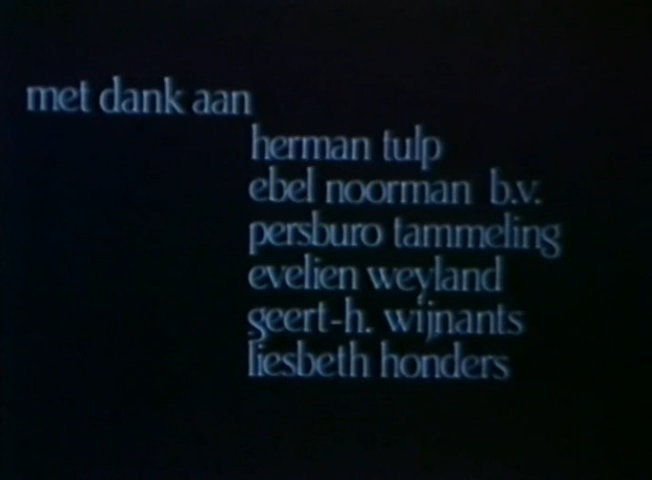 met dank aan
herman tulp
ebel noorman b.v.
persburo tammeling
evelien weyland
geert-h. wijnants
liesbeth honders